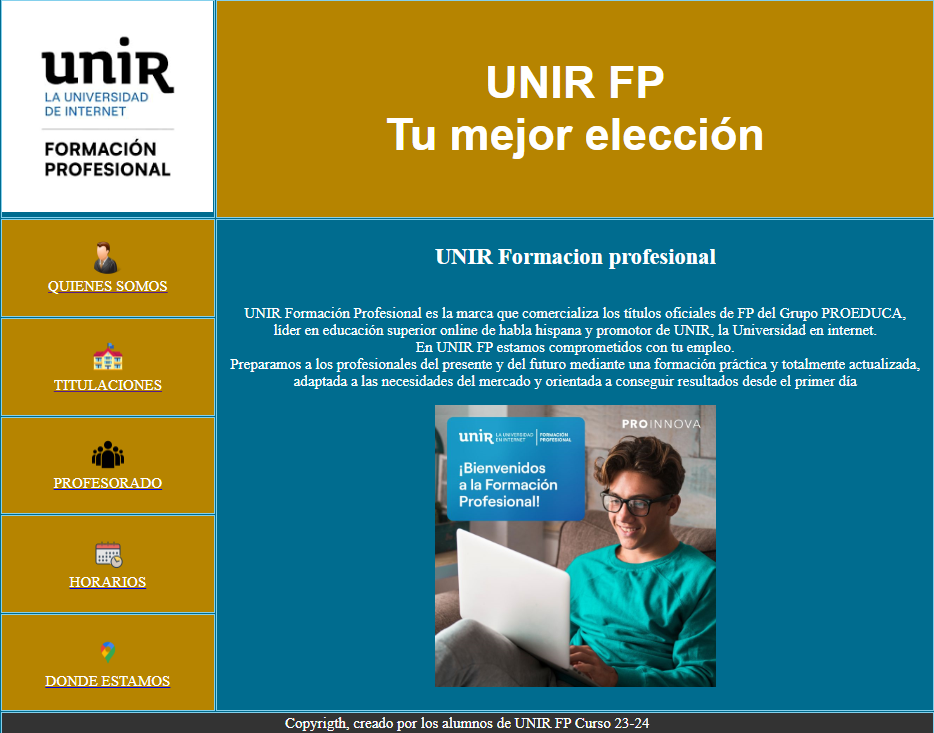 unir
LA UNIVERSIDAD
DE INTERNET
FORMACIÓN
PROFESIONAL
UNIR FP
Tu mejor elección
QUIENES SOMOS
TITULACIONES
PROFESORADO
HORARIOS
DONDE ESTAMOS
UNIR Formacion profesional
UNIR Formación Profesional es la marca que comercializa los títulos oficiales de FP del Grupo PROEDUCA,
líder en educación superior online de habla hispana y promotor de UNIR, la Universidad en internet.
En UNIR FP estamos comprometidos con tu empleo.
Preparamos a los profesionales del presente y del futuro mediante una formación práctica y totalmente actualizada,
adaptada a las necesidades del mercado y orientada a conseguir resultados desde el primer día
PROINNOVA
unir LA UNIVERSIDAD FORMACIÓN
EN INTERNET PROFESIONAL
¡Bienvenidos
a la Formación
Profesional!
Copyrigth, creado por los alumnos de UNIR FP Curso 23-24